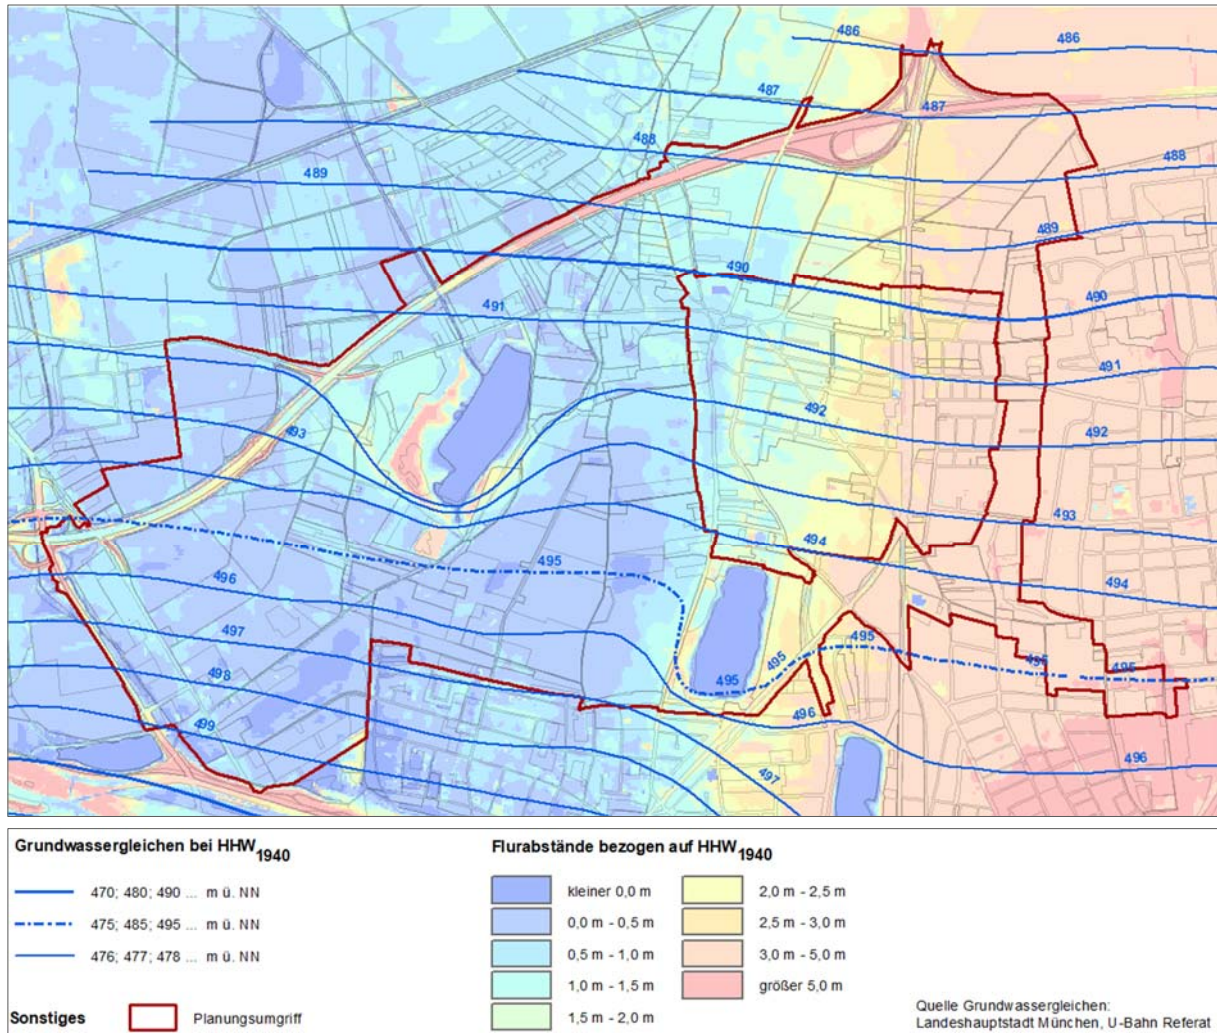 486
486
487
487
488
488
489
489
490
490
491
491
492
492
493
493
494
494
495
495
495
495
495
495
496
496
496
497
497
498
499
Grundwassergleichen bei HHW1940
470; 480; 490 ... m ü. NN
475; 485; 495 ... m ü. NN
476; 477; 478 ... m ü. NN
Sonstiges
Planungsumgriff
Flurabstände bezogen auf HHW1940
kleiner 0,0 m
0,0 m - 0,5 m
0,5 m - 1,0 m
1,0 m - 1,5 m
1,5 m - 2,0 m
2,0 m - 2,5 m
2,5 m - 3,0 m
3,0 m - 5,0 m
größer 5,0 m
Quelle Grundwassergleichen:
Landeshauptstadt München, U-Bahn Referat